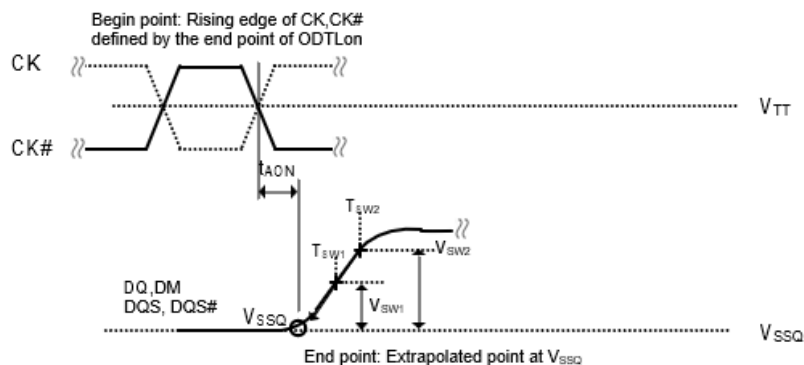 Begin point: Rising edge of CK,CK#
defined by the end point of ODTLon
CK
VTT
CK#
tAON
TSW2
TSW1
VSW2
DQ,DM
DQS, DQS#
VSSQ
VSW1
VSSQ
End point: Extrapolated point at VSSQ